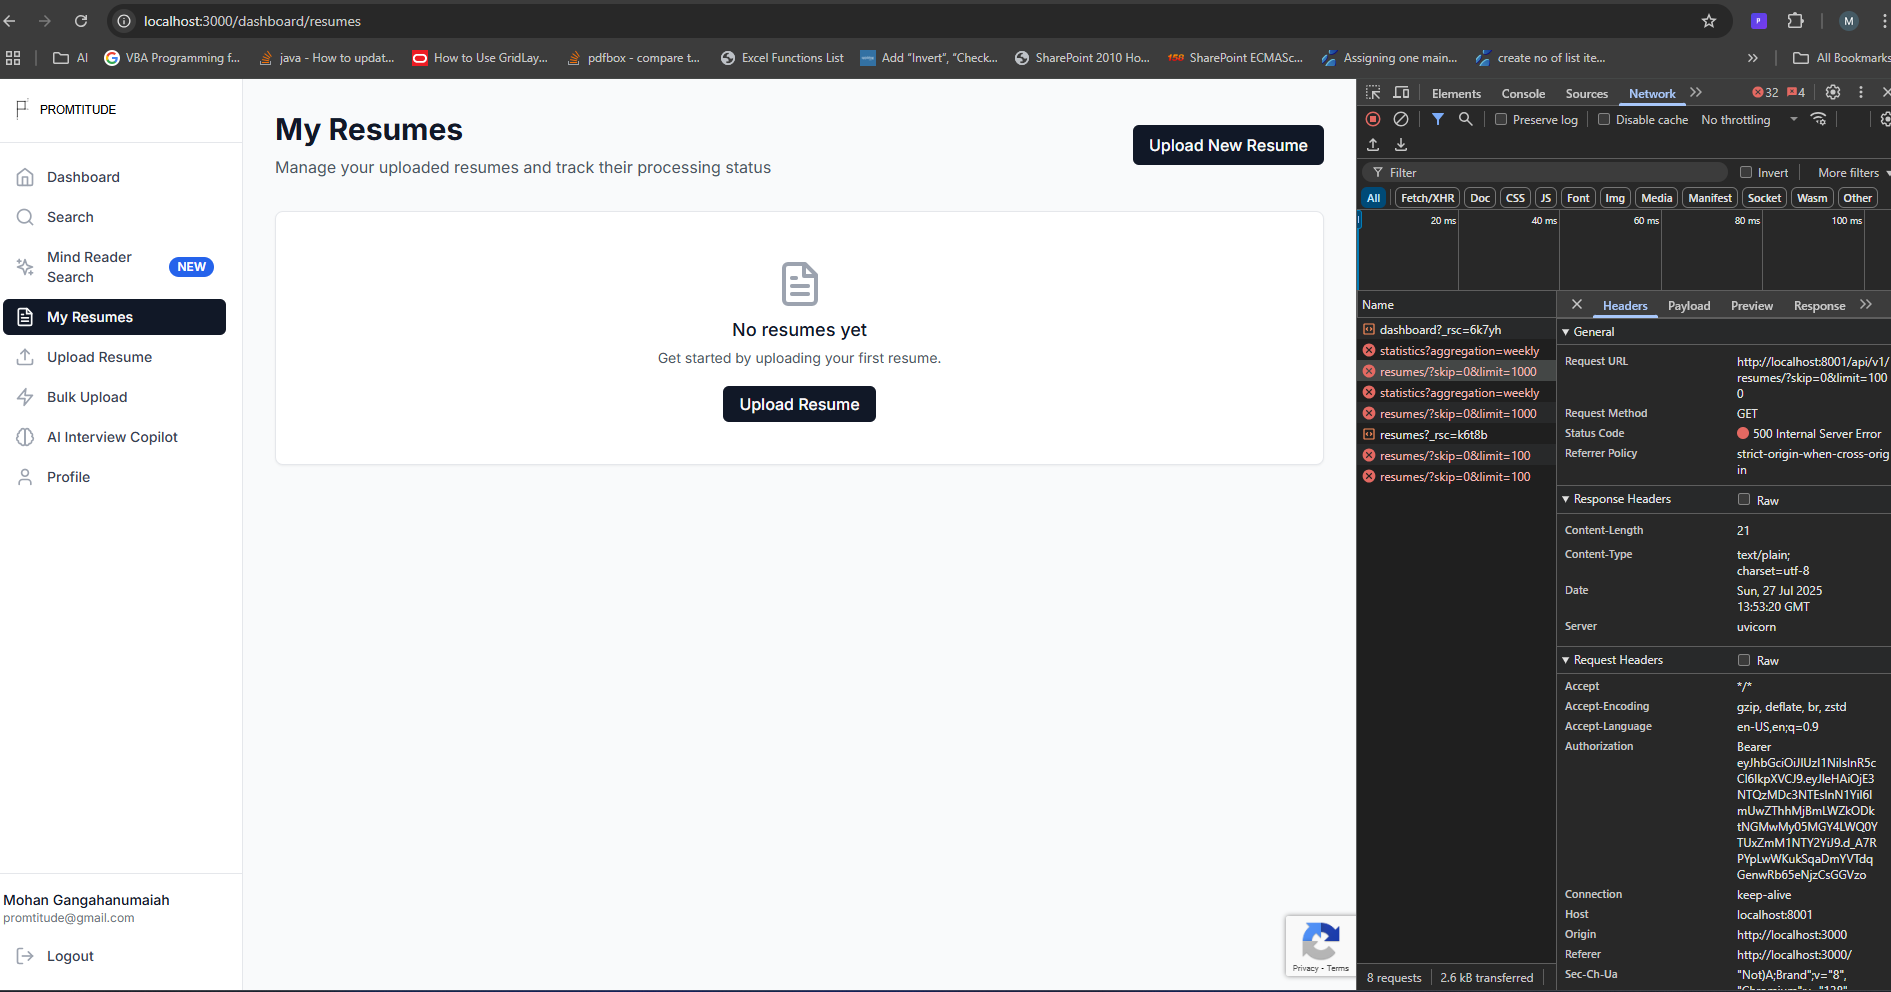 localhost:3000/dashboard/resumes
M
AI
VBA Programming f...
java - How to updat...
How to Use GridLay...
pdfbox - compare t...
Excel Functions List
Add “Invert”, “Check...
SharePoint 2010 Ho...
SharePoint ECMASc...
Assigning one main...
create no of list ite...
All Bookmarks
PROMTITUDE
Dashboard
Search
Mind Reader
Search
NEW
My Resumes
Upload Resume
Bulk Upload
AI Interview Copilot
Profile
Mohan Gangahanumaiah
promtitude@gmail.com
Logout
My Resumes
Manage your uploaded resumes and track their processing status
Upload New Resume
No resumes yet
Get started by uploading your first resume.
Upload Resume
Privacy - Terms
Elements Console Sources Network
32 4
Preserve log Disable cache No throttling
Filter
Invert More filters
All Fetch/XHR Doc CSS JS Font Img Media Manifest Socket Wasm Other
20 ms 40 ms 60 ms 80 ms 100 ms
Name
dashboard?_rsc=6k7yh
statistics?aggregation=weekly
resumes/?skip=0&limit=1000
statistics?aggregation=weekly
resumes/?skip=0&limit=1000
resumes?_rsc=k6t8b
resumes/?skip=0&limit=100
resumes/?skip=0&limit=100
8 requests 2.6 kB transferred
Headers Payload Preview Response
General
Request URL
http://localhost:8001/api/v1/
resumes/?skip=0&limit=100
0
Request Method GET
Status Code 500 Internal Server Error
Referrer Policy strict-origin-when-cross-orig
in
Response Headers Raw
Content-Length 21
Content-Type text/plain;
charset=utf-8
Date Sun, 27 Jul 2025
13:53:20 GMT
Server uvicorn
Request Headers Raw
Accept */*
Accept-Encoding gzip, deflate, br, zstd
Accept-Language en-US,en;q=0.9
Authorization Bearer
Connection keep-alive
Host localhost:8001
Origin http://localhost:3000
Referer http://localhost:3000/
Sec-Ch-Ua "Not)A;Brand";v="8",